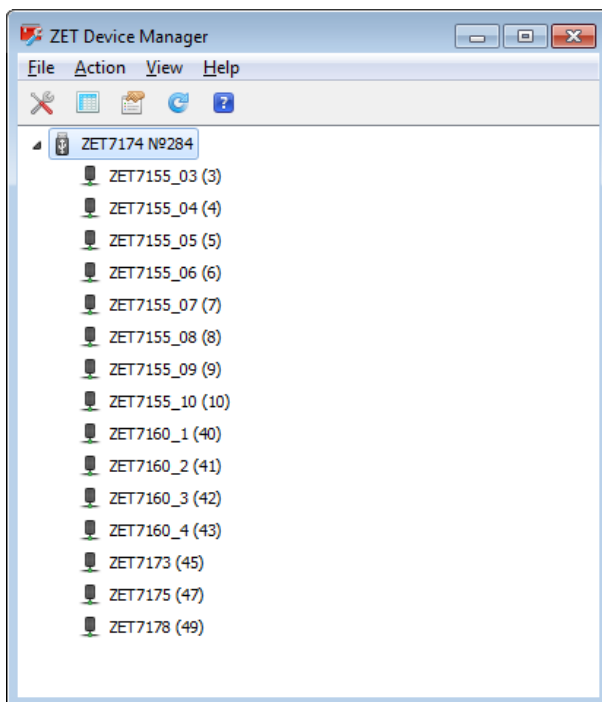 ZET Device Manager
File Action View Help
ZET7174 №284
ZET7155_03 (3)
ZET7155_04 (4)
ZET7155_05 (5)
ZET7155_06 (6)
ZET7155_07 (7)
ZET7155_08 (8)
ZET7155_09 (9)
ZET7155_10 (10)
ZET7160_1 (40)
ZET7160_2 (41)
ZET7160_3 (42)
ZET7160_4 (43)
ZET7173 (45)
ZET7175 (47)
ZET7178 (49)